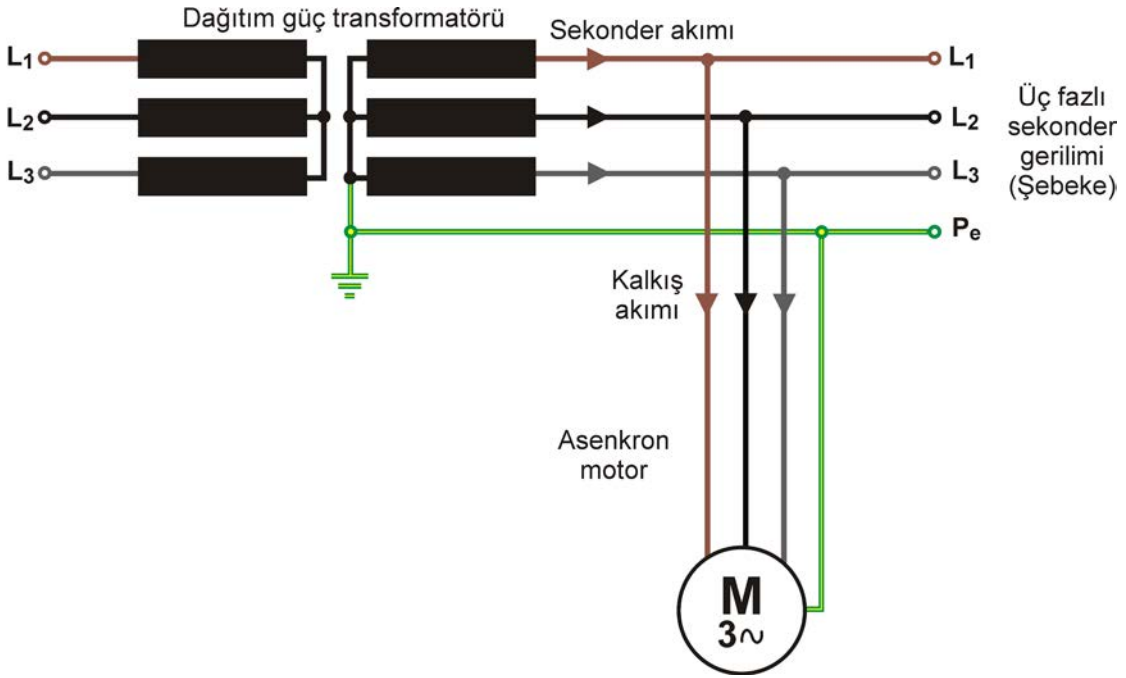 Dağıtım güç transformatörü
Sekonder akımı
L1
L1
L2
L2
L3
L3
Üç fazlı
sekonder
gerilimi
(Şebeke)
Pe
Kalkış
akımı
Asenkron
motor
M
3∿